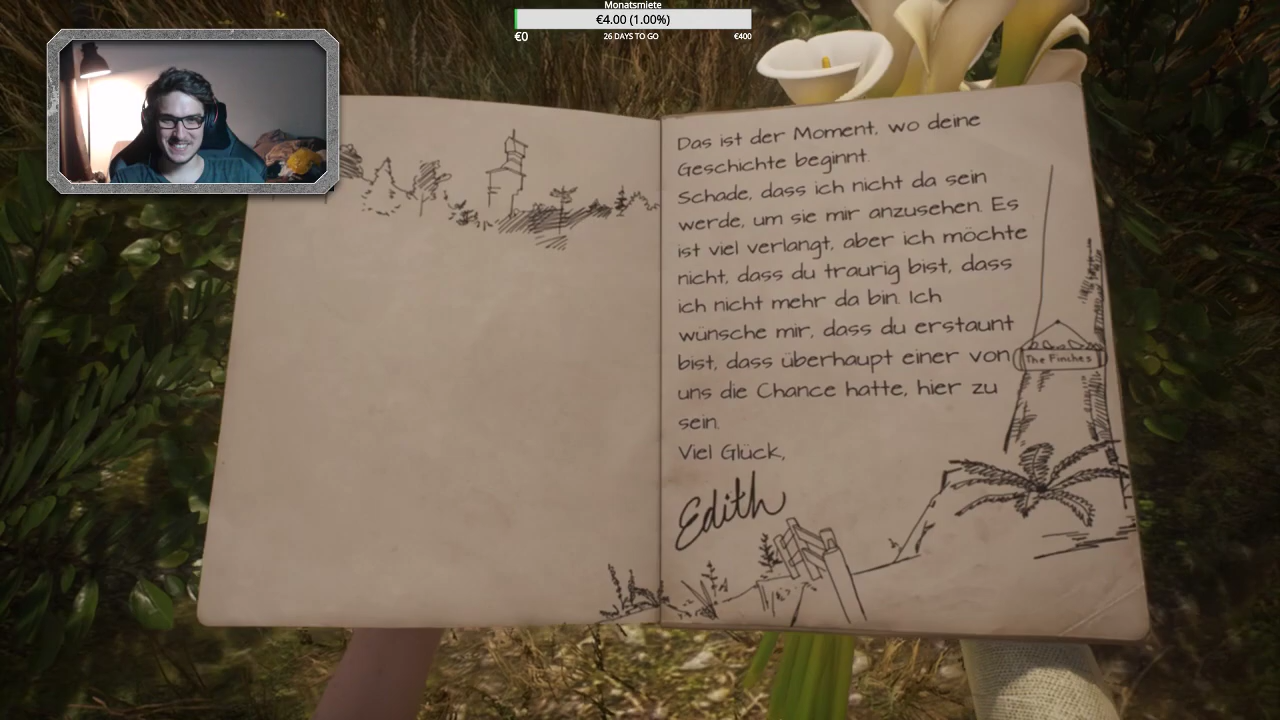 Monatsmiete
€4.00 (1.00%)
€0 26 DAYS TO GO €400
Das ist der Moment, wo deine
Geschichte beginnt.
Schade, dass ich nicht da sein
werde, um sie mir anzusehen. Es
ist viel verlangt, aber ich möchte
nicht, dass du traurig bist, dass
ich nicht mehr da bin. Ich
wünsche mir, dass du erstaunt
bist, dass überhaupt einer von
uns die Chance hatte, hier zu
sein.
Viel Glück,
Edith
The Finches